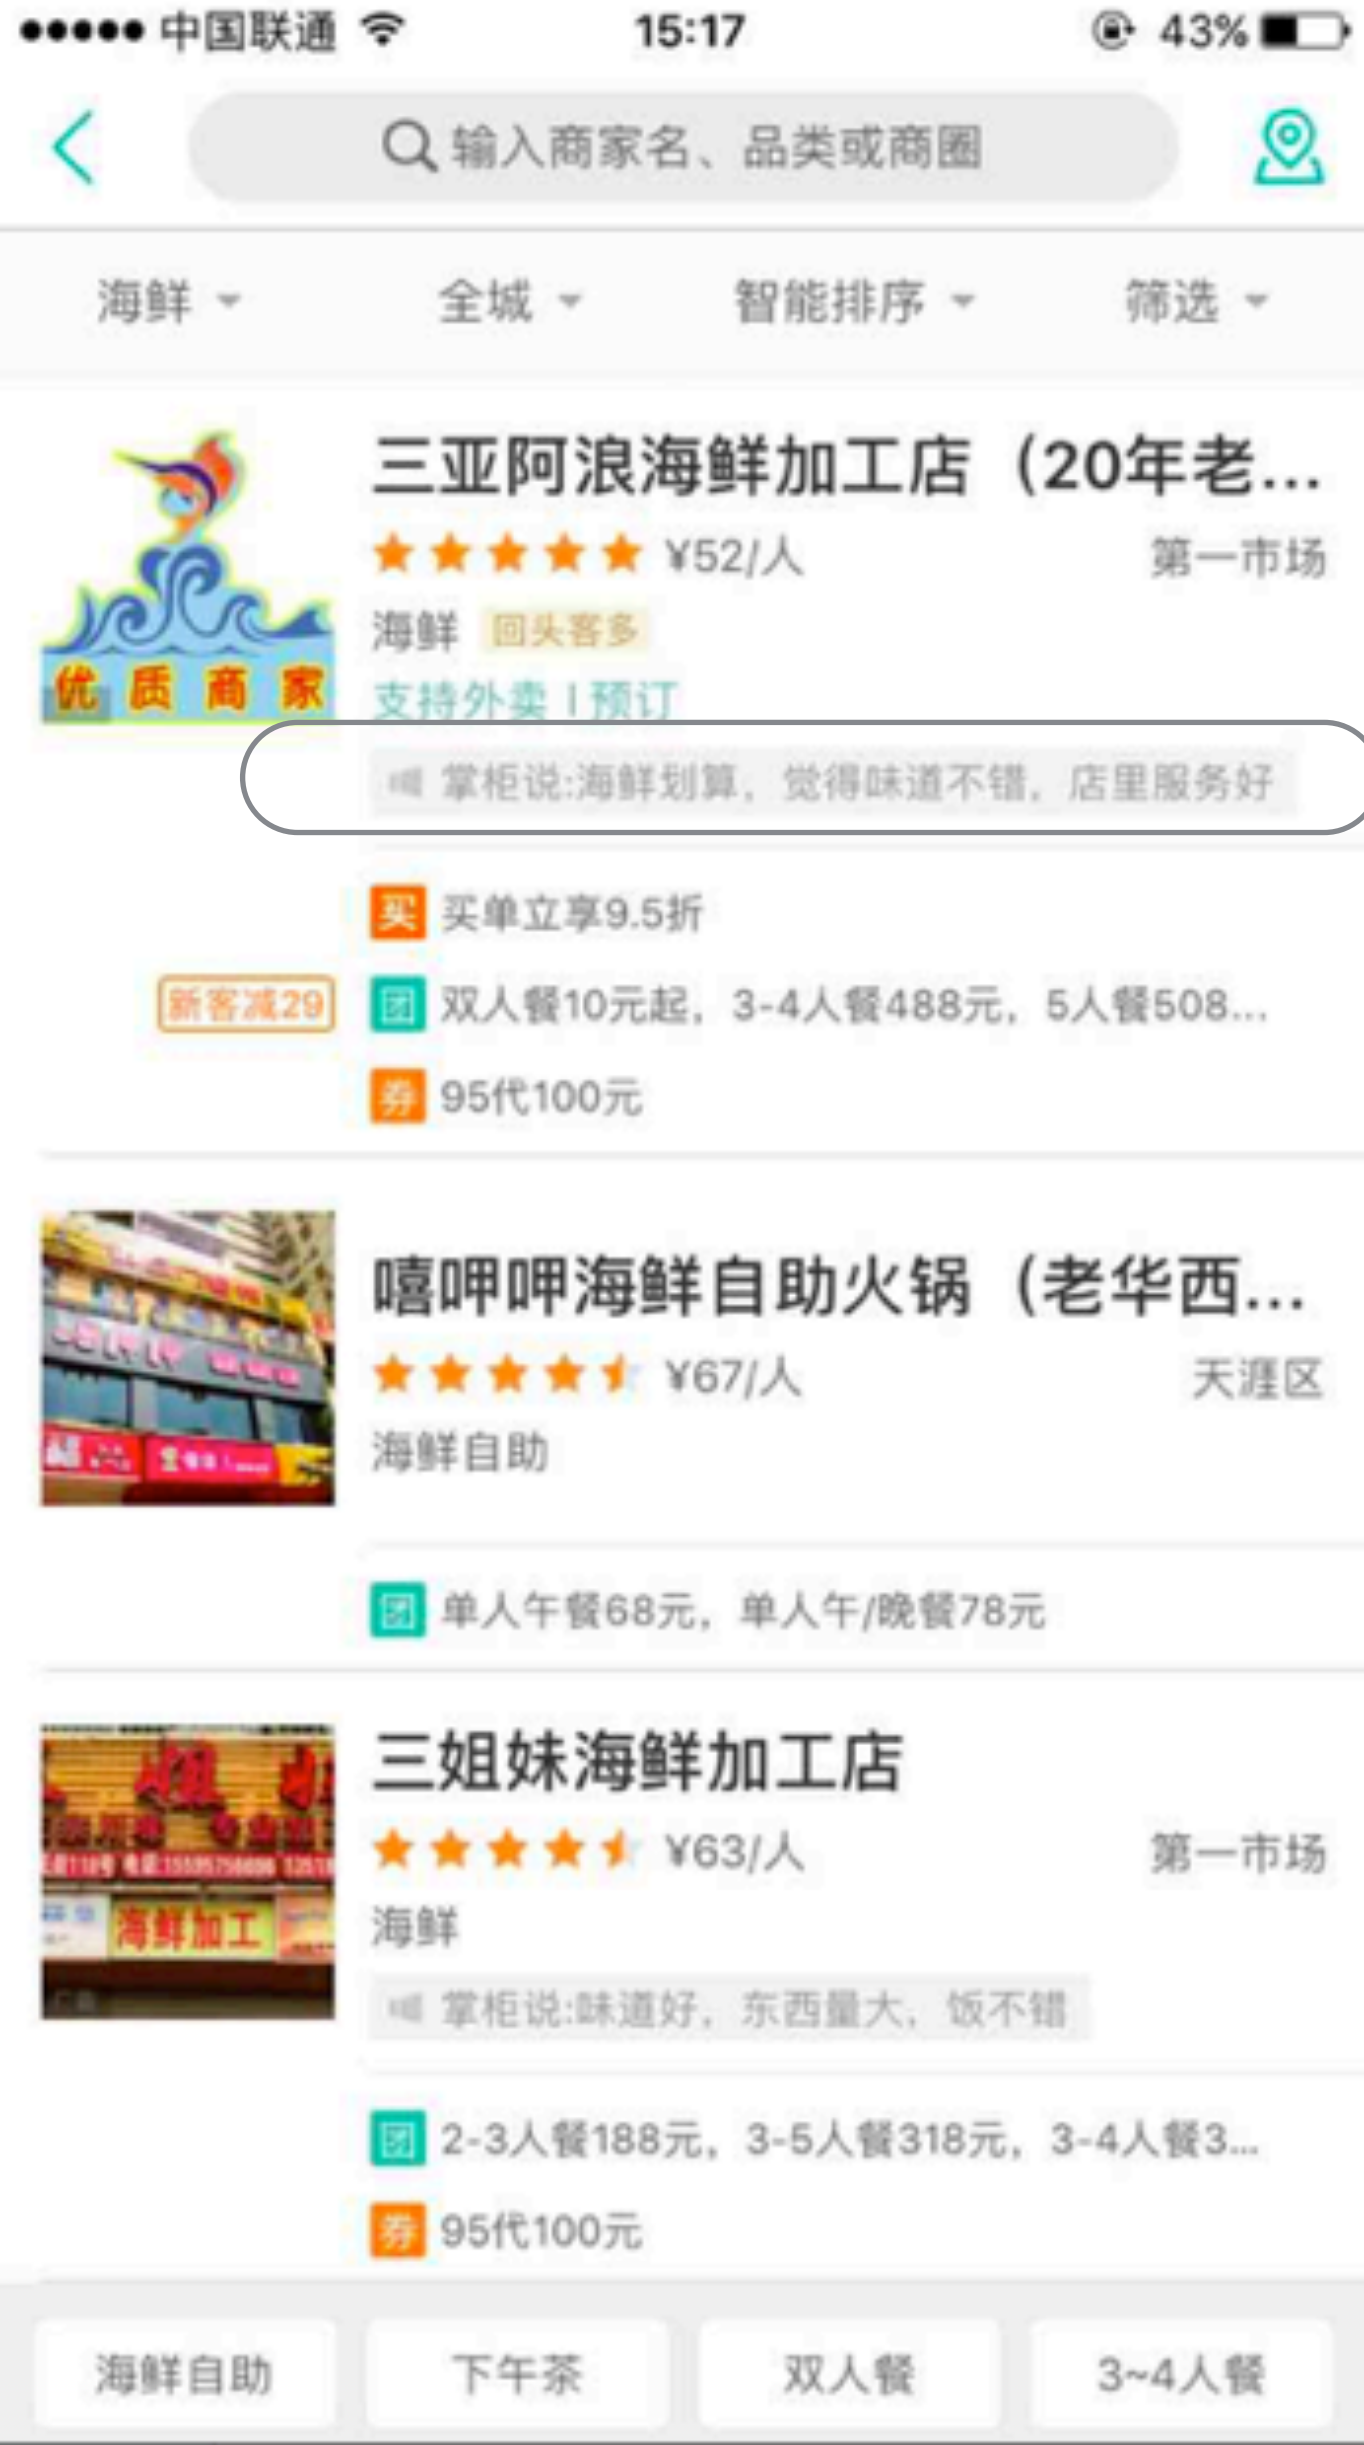 中国联通
15:17
43%
输入商家名、品类或商圈
海鲜
全城
智能排序
筛选
优质商家
三亚阿浪海鲜加工店（20年老...
¥52/人
第一市场
海鲜
回头客多
支持外卖 | 预订
掌柜说:海鲜划算，觉得味道不错，店里服务好
买 买单立享9.5折
新客减29
团 双人餐10元起，3-4人餐488元，5人餐508...
券 95代100元
嘻呷呷海鲜自助火锅（老华西...
¥67/人
天涯区
海鲜自助
团 单人午餐68元，单人午/晚餐78元
三姐妹海鲜加工店
¥63/人
第一市场
海鲜
海鲜加工
掌柜说:味道好，东西量大，饭不错
团 2-3人餐188元，3-5人餐318元，3-4人餐3...
券 95代100元
海鲜自助
下午茶
双人餐
3~4人餐